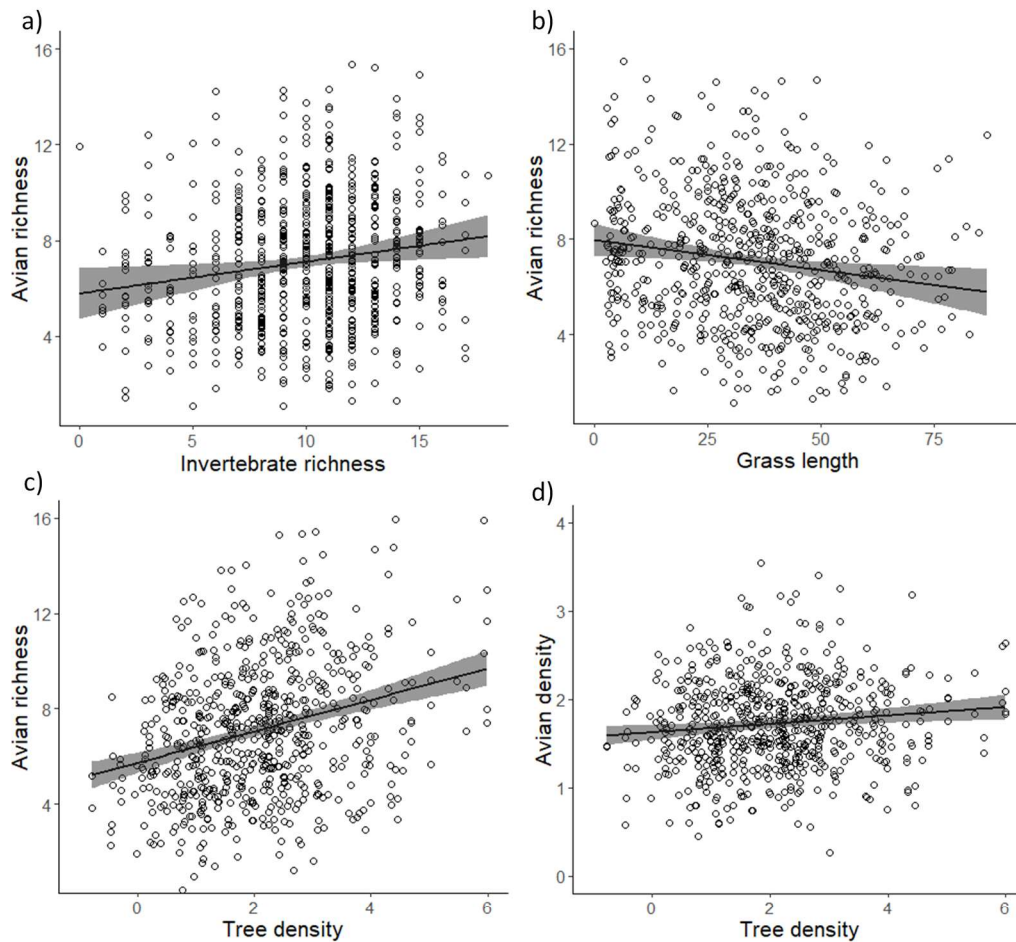 a)
16
12
8
4
Avian richness
0 5 10 15
Invertebrate richness
b)
16
12
8
4
Avian richness
0 25 50 75
Grass length
c)
16
12
8
4
Avian richness
0 2 4 6
Tree density
d)
4
3
2
1
0
Avian density
0 2 4 6
Tree density